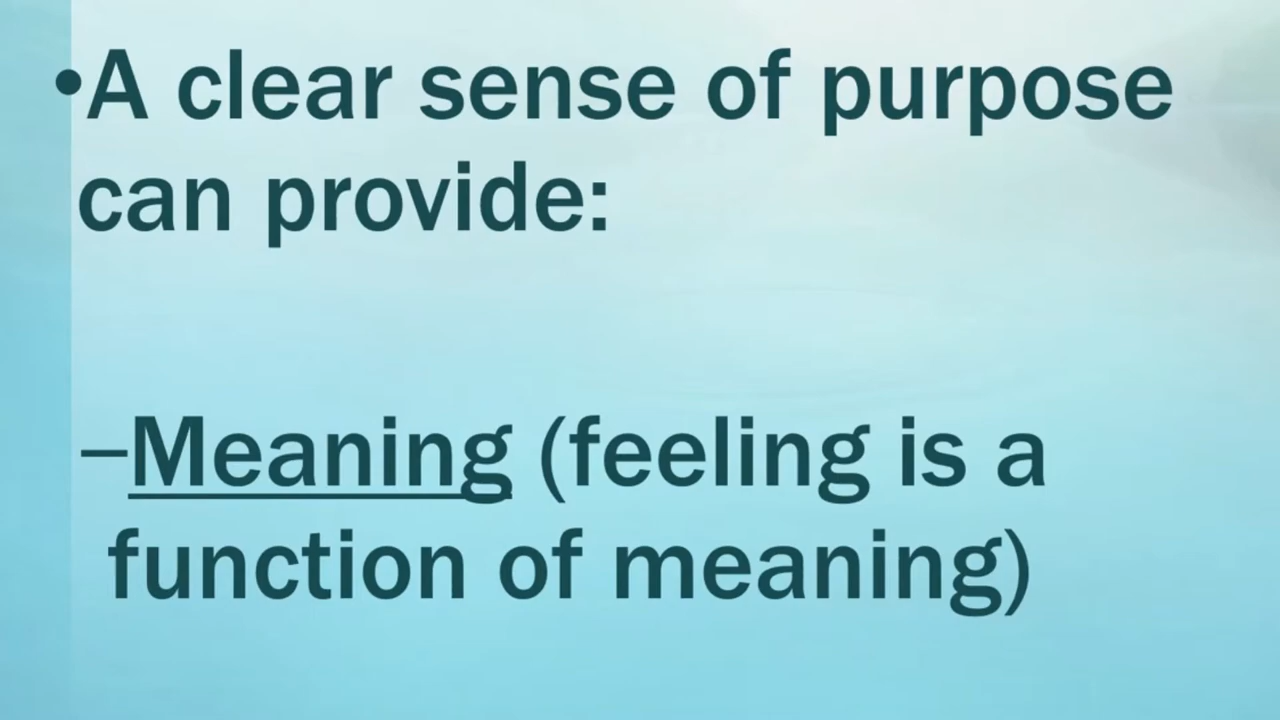 •A clear sense of purpose
can provide:
–Meaning (feeling is a
function of meaning)